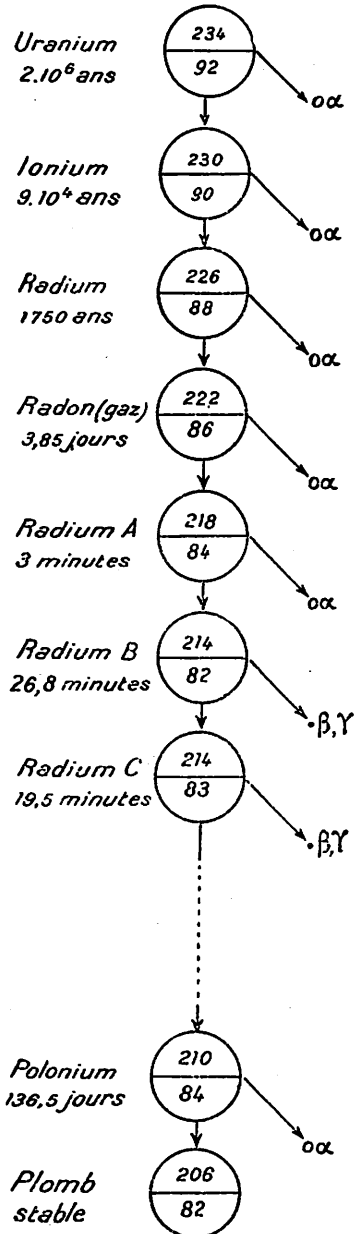 Uranium
2.10⁶ ans
234
92
oα
Ionium
9.10⁴ ans
230
90
oα
Radium
1750 ans
226
88
oα
Radon (gaz)
3,85 jours
222
86
oα
Radium A
3 minutes
218
84
oα
Radium B
26,8 minutes
214
82
·β,γ
Radium C
19,5 minutes
214
83
·β,γ
Polonium
136,5 jours
210
84
oα
Plomb
stable
206
82